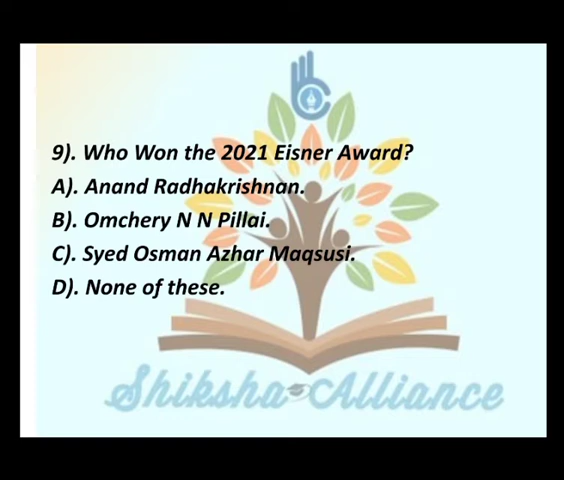 9). Who Won the 2021 Eisner Award?
A). Anand Radhakrishnan.
B). Omchery N N Pillai.
C). Syed Osman Azhar Maqsusi.
D). None of these.
Shiksha Alliance